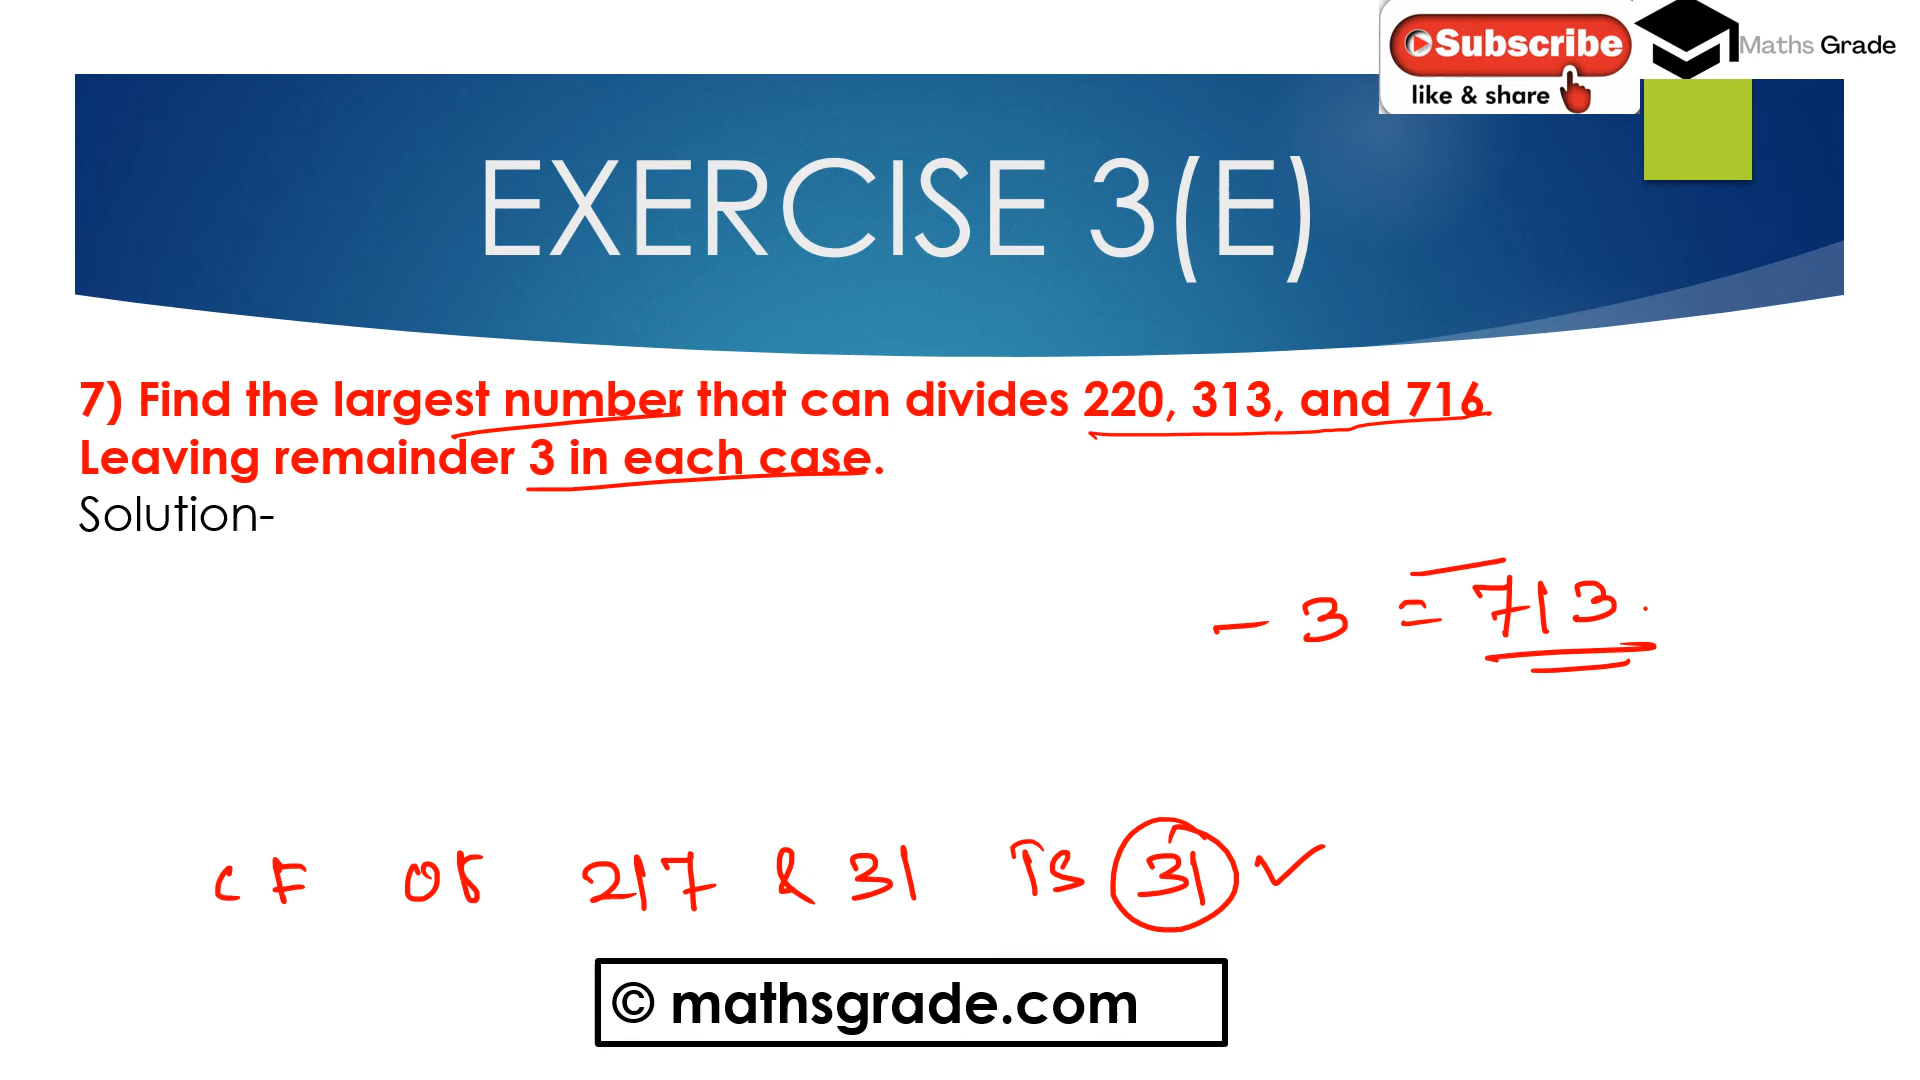 Subscribe
like & share
Maths Grade
EXERCISE 3(E)
7) Find the largest number that can divides 220, 313, and 716
Leaving remainder 3 in each case.
Solution-
- 3 = 713.
CF of 217 & 31 is 31 ✓
© mathsgrade.com